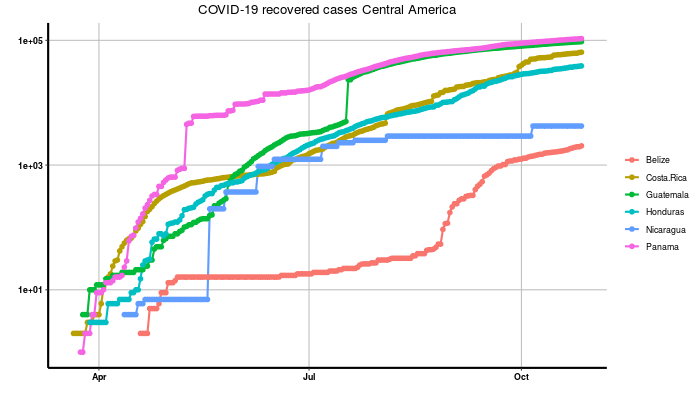 COVID-19 recovered cases Central America
1e+05
1e+03
1e+01
Apr
Jul
Oct
Belize
Costa.Rica
Guatemala
Honduras
Nicaragua
Panama